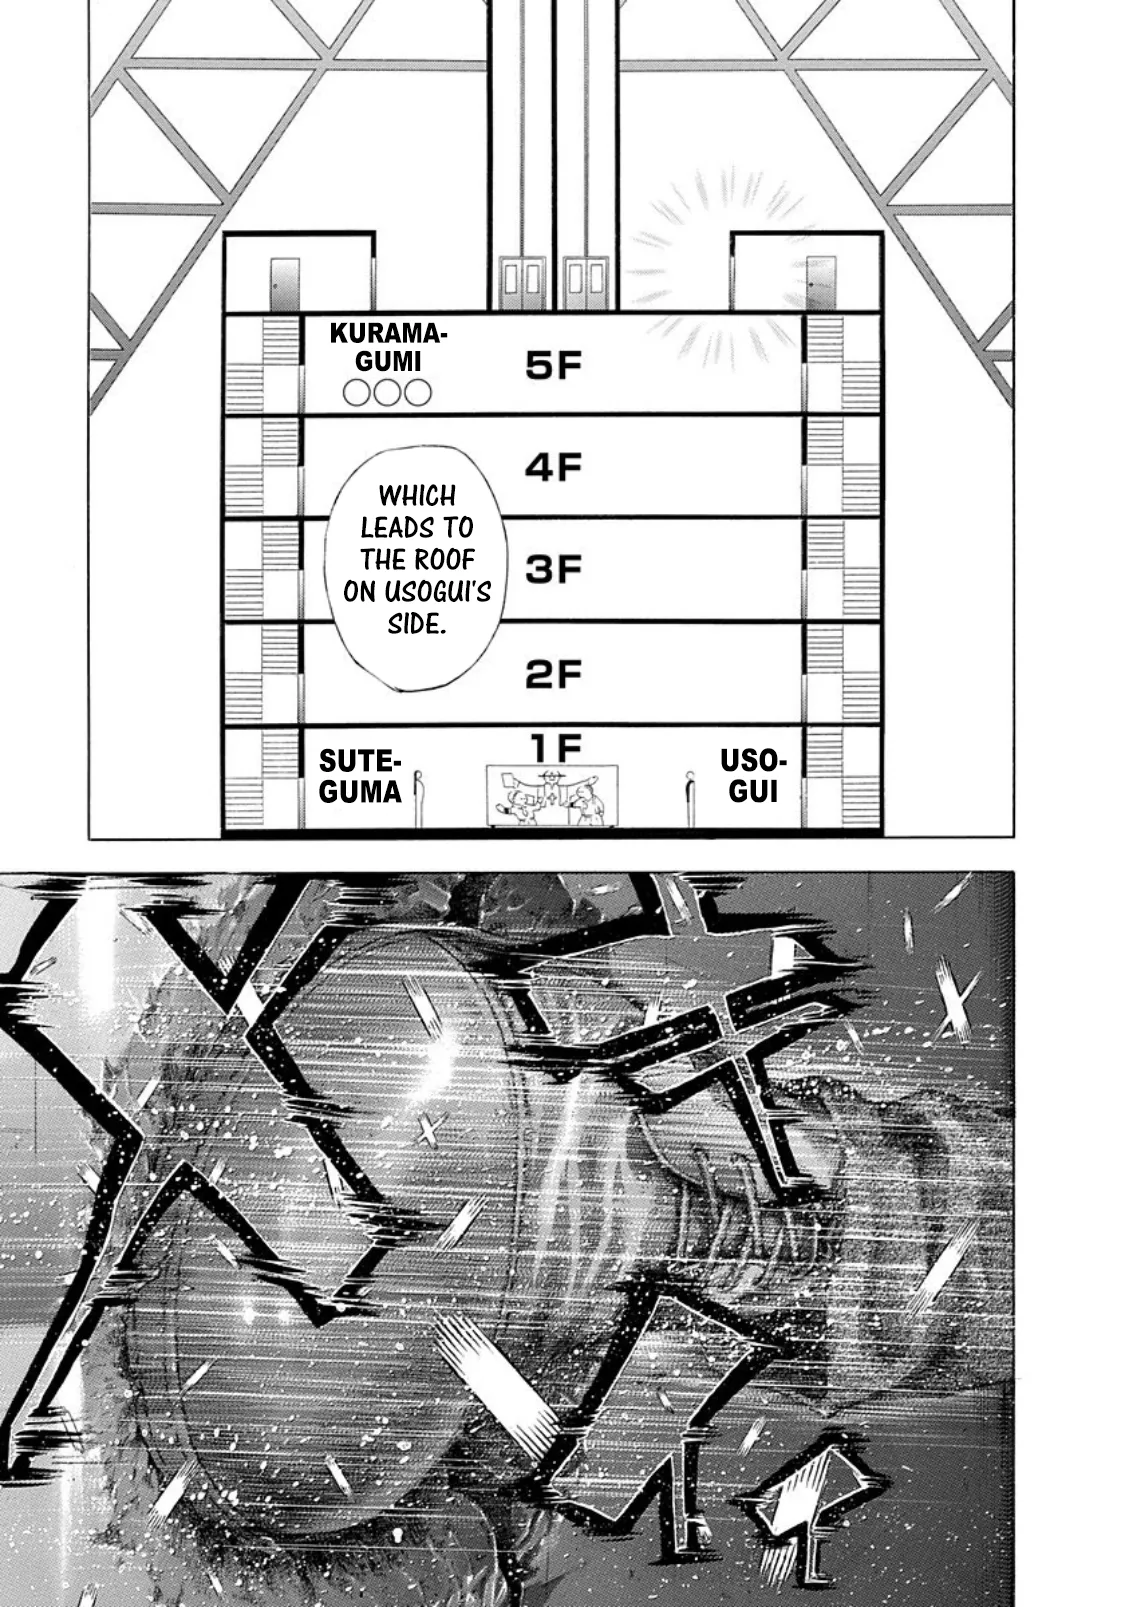 KURAMA-
GUMI
○○○
5F
4F
WHICH
LEADS TO
THE ROOF
ON USOGUI'S
SIDE.
3F
2F
1F
SUTE-
GUMA
USO-
GUI